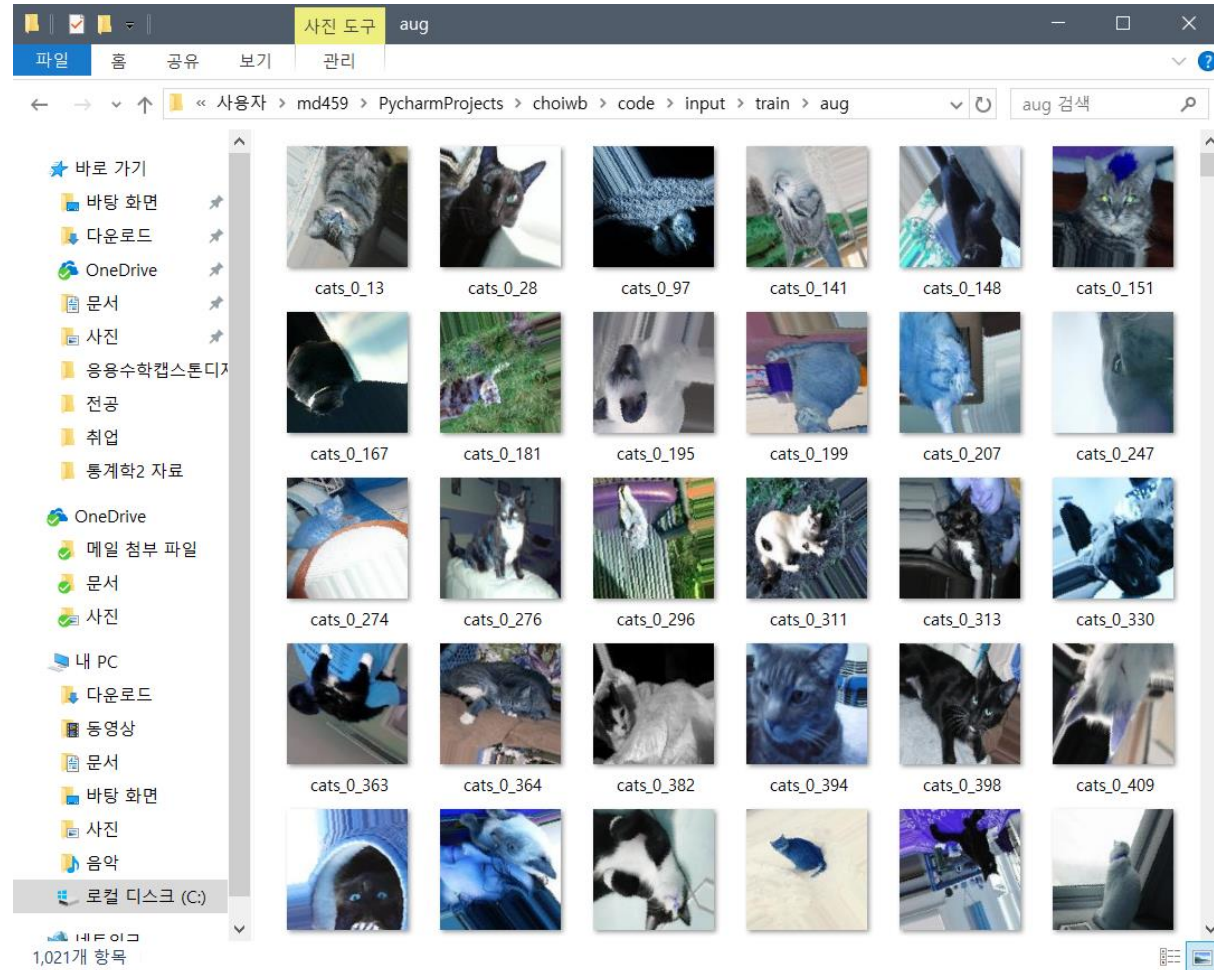 사진 도구 aug
파일 홈 공유 보기 관리
« 사용자 > md459 > PycharmProjects > choiwb > code > input > train > aug
aug 검색
바로 가기
바탕 화면
다운로드
OneDrive
문서
사진
응용수학캡스톤디자
전공
취업
통계학2 자료
OneDrive
메일 첨부 파일
문서
사진
내 PC
다운로드
동영상
문서
바탕 화면
사진
음악
로컬 디스크 (C:)
네트워크
cats_0_13 cats_0_28 cats_0_97 cats_0_141 cats_0_148 cats_0_151
cats_0_167 cats_0_181 cats_0_195 cats_0_199 cats_0_207 cats_0_247
cats_0_274 cats_0_276 cats_0_296 cats_0_311 cats_0_313 cats_0_330
cats_0_363 cats_0_364 cats_0_382 cats_0_394 cats_0_398 cats_0_409
1,021개 항목